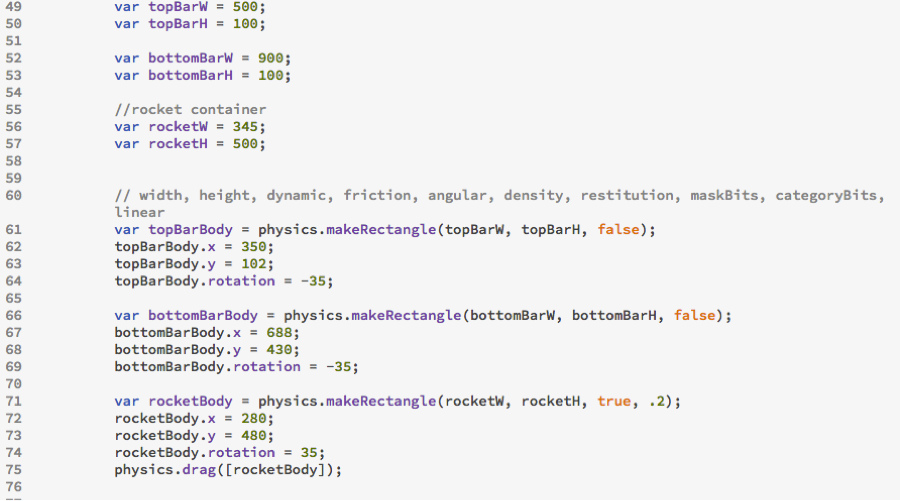 49 var topBarW = 500;
50 var topBarH = 100;
51
52 var bottomBarW = 900;
53 var bottomBarH = 100;
54
55 //rocket container
56 var rocketW = 345;
57 var rocketH = 500;
58
59
60 // width, height, dynamic, friction, angular, density, restitution, maskBits, categoryBits,
linear
61 var topBarBody = physics.makeRectangle(topBarW, topBarH, false);
62 topBarBody.x = 350;
63 topBarBody.y = 102;
64 topBarBody.rotation = -35;
65
66 var bottomBarBody = physics.makeRectangle(bottomBarW, bottomBarH, false);
67 bottomBarBody.x = 688;
68 bottomBarBody.y = 430;
69 bottomBarBody.rotation = -35;
70
71 var rocketBody = physics.makeRectangle(rocketW, rocketH, true, .2);
72 rocketBody.x = 280;
73 rocketBody.y = 480;
74 rocketBody.rotation = 35;
75 physics.drag([rocketBody]);
76